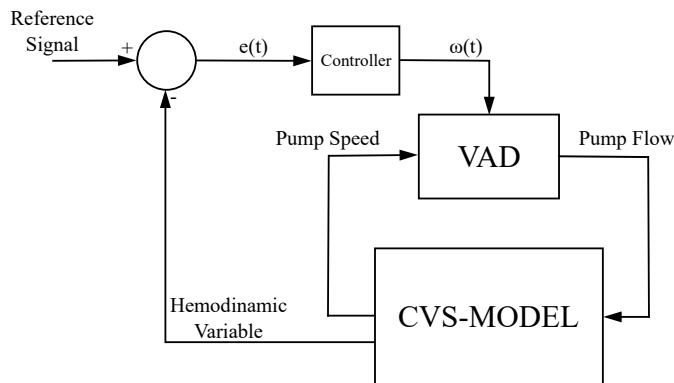 Reference
Signal
+
e(t)
Controller
ω(t)
-
Pump Speed
VAD
Pump Flow
Hemodinamic
Variable
CVS-MODEL